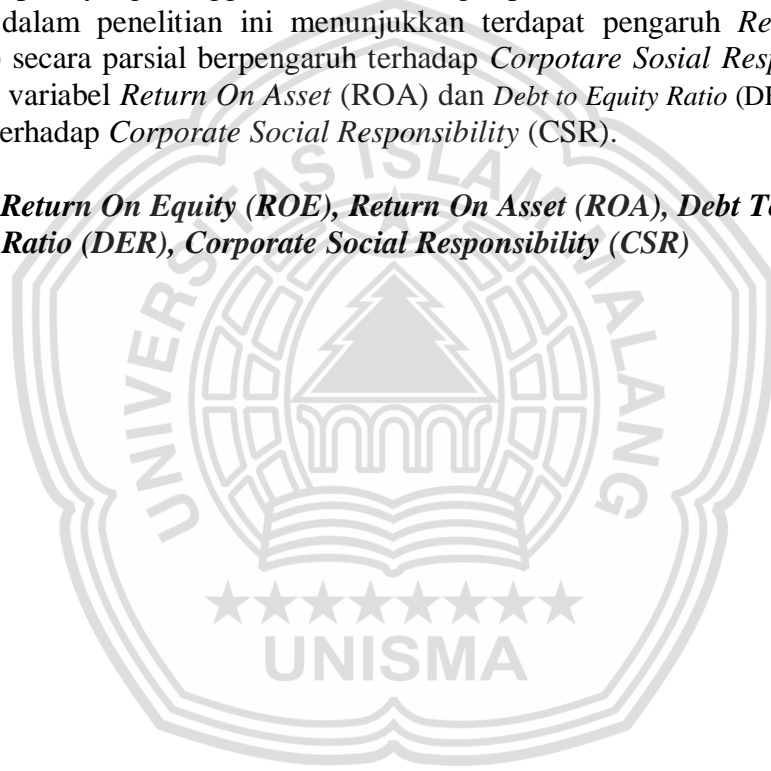 dalam penelitian ini menunjukkan terdapat pengaruh Re
) secara parsial berpengaruh terhadap Corpotare Sosial Resp
variabel Return On Asset (ROA) dan Debt to Equity Ratio (DE
erhadap Corporate Social Responsibility (CSR).
Return On Equity (ROE), Return On Asset (ROA), Debt To
Ratio (DER), Corporate Social Responsibility (CSR)
UNIVERSITAS ISLAM MALANG
UNISMA